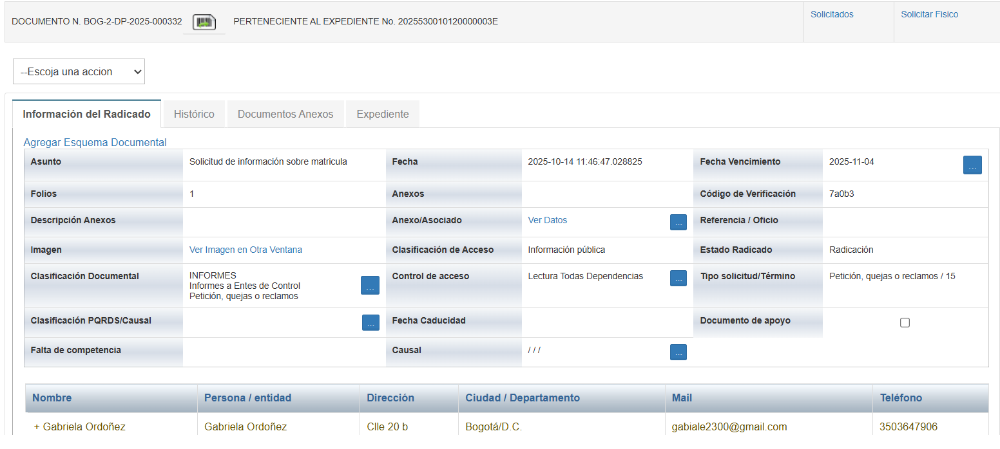 DOCUMENTO N. BOG-2-DP-2025-000332 PERTENECIENTE AL EXPEDIENTE No. 2025530010120000003E Solicitados Solicitar Fisico
--Escoja una accion
Información del Radicado Histórico Documentos Anexos Expediente
Agregar Esquema Documental
Asunto Solicitud de información sobre matricula Fecha 2025-10-14 11:46:47.028825 Fecha Vencimiento 2025-11-04 ...
Folios 1 Anexos Código de Verificación 7a0b3
Descripción Anexos Anexo/Asociado Ver Datos ... Referencia / Oficio
Imagen Ver Imagen en Otra Ventana Clasificación de Acceso Información pública Estado Radicado Radicación
Clasificación Documental INFORMES Control de acceso Lectura Todas Dependencias ... Tipo solicitud/Término Petición, quejas o reclamos / 15
Informes a Entes de Control ...
Petición, quejas o reclamos
Clasificación PQRDS/Causal ... Fecha Caducidad Documento de apoyo
Falta de competencia Causal / / / ...
Nombre Persona / entidad Dirección Ciudad / Departamento Mail Teléfono
+ Gabriela Ordoñez Gabriela Ordoñez Clle 20 b Bogotá/D.C. gabiale2300@gmail.com 3503647906